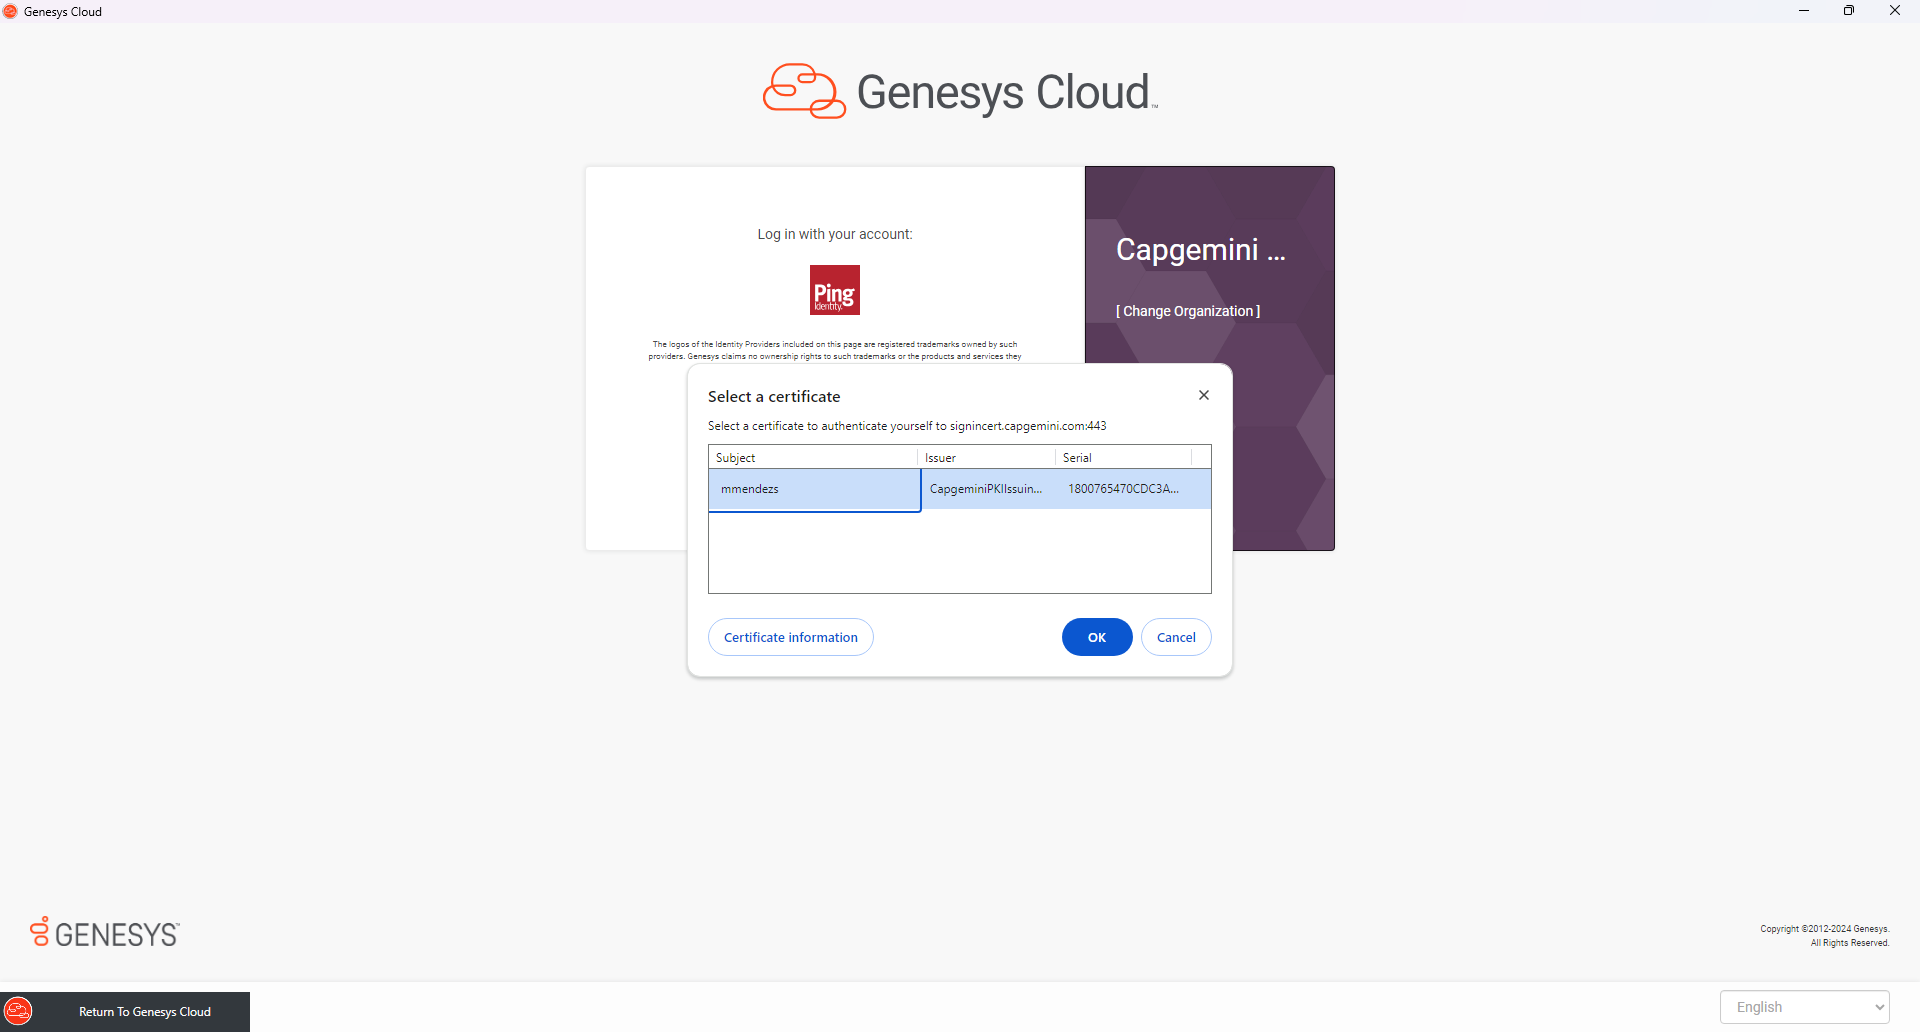 Genesys Cloud
Genesys Cloud™
Log in with your account:
Ping
Identity.
The logos of the Identity Providers included on this page are registered trademarks owned by such
providers. Genesys claims no ownership rights to such trademarks or the products and services they
Capgemini ...
[ Change Organization ]
Select a certificate
Select a certificate to authenticate yourself to signincert.capgemini.com:443
Subject Issuer Serial
mmendezs CapgeminiPKIIssuin... 1800765470CDC3A...
Certificate information OK Cancel
GENESYS™
Copyright ©2012-2024 Genesys.
All Rights Reserved.
Return To Genesys Cloud
English